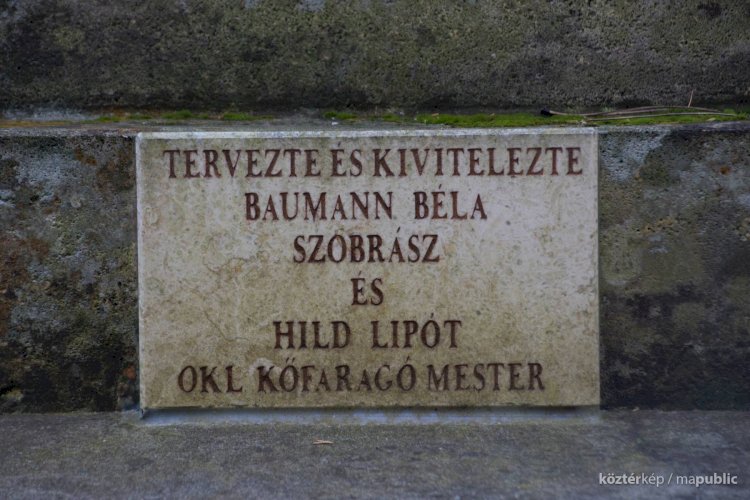 TERVEZTE ÉS KIVITELEZTE
BAUMANN BÉLA
SZOBRÁSZ
ÉS
HILD LIPÓT
OKL KŐFARAGÓ MESTER
köztérkép / mapublic